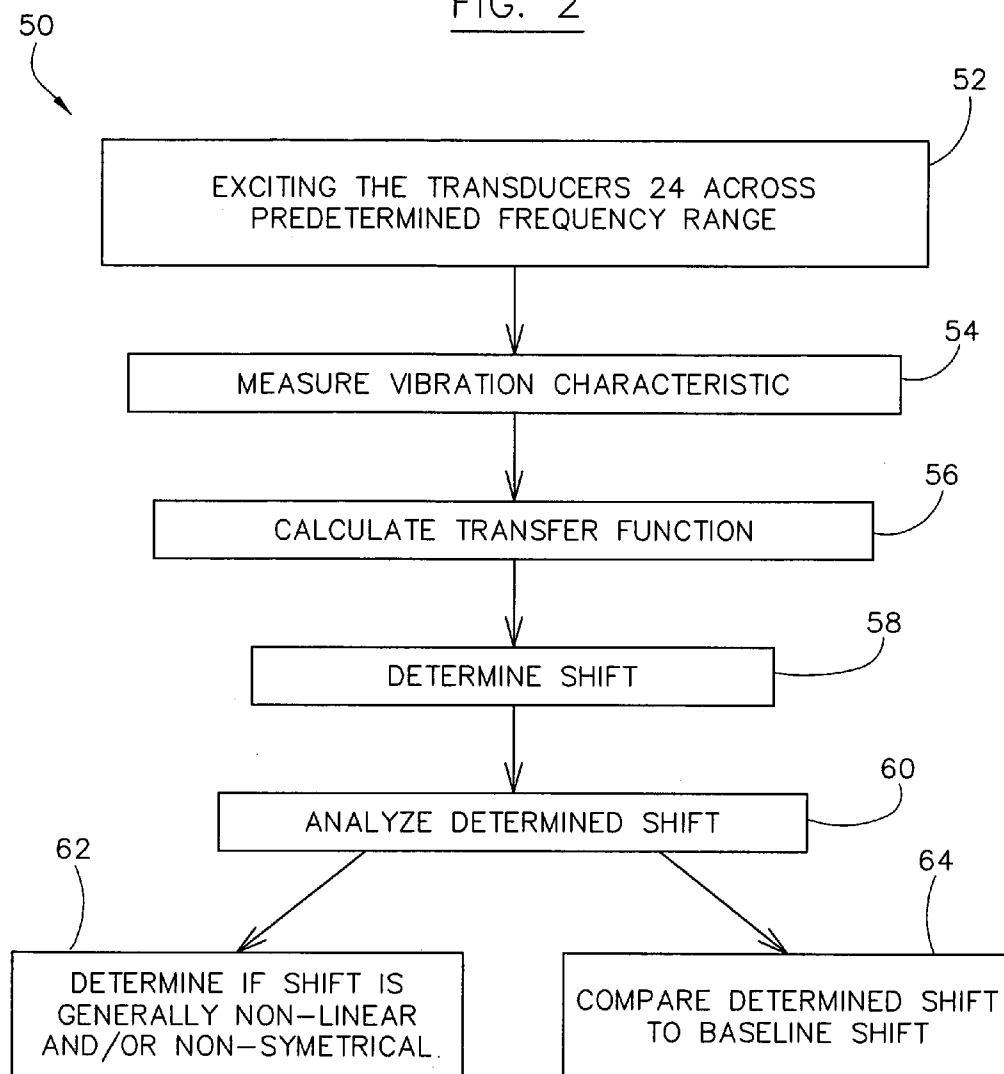 FIG. 2
50
52
EXCITING THE TRANSDUCERS 24 ACROSS
PREDETERMINED FREQUENCY RANGE
54
MEASURE VIBRATION CHARACTERISTIC
56
CALCULATE TRANSFER FUNCTION
58
DETERMINE SHIFT
60
ANALYZE DETERMINED SHIFT
62
64
DETERMINE IF SHIFT IS
GENERALLY NON-LINEAR
AND/OR NON-SYMETRICAL.
COMPARE DETERMINED SHIFT
TO BASELINE SHIFT